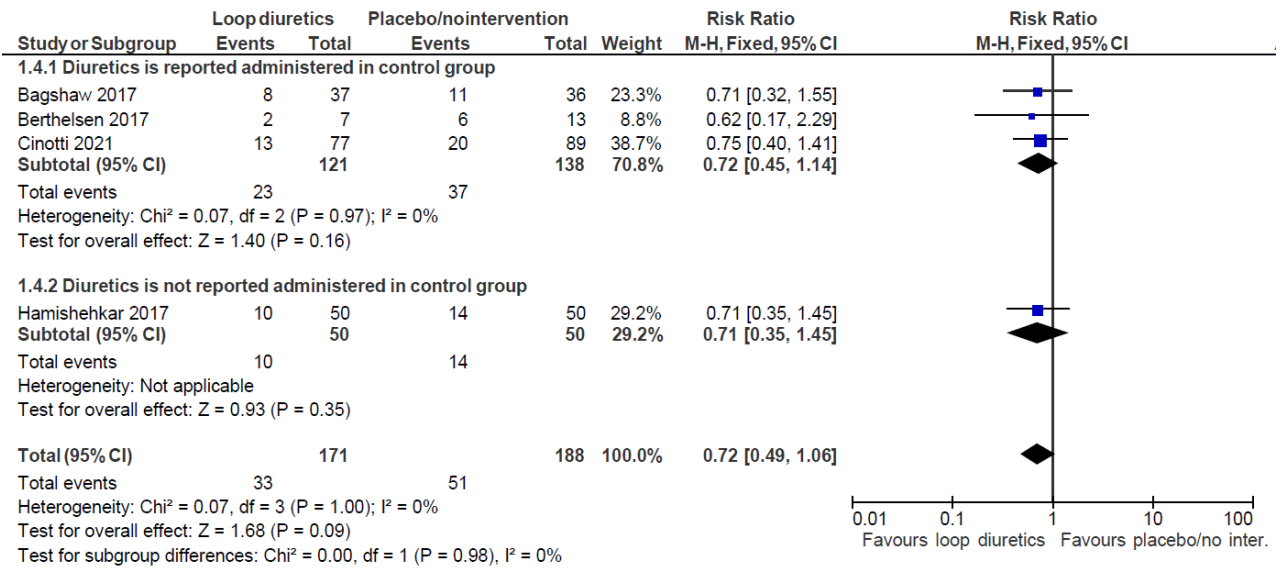 Loop diuretics Placebo/nointervention Risk Ratio Risk Ratio
Study or Subgroup Events Total Events Total Weight M-H, Fixed, 95% CI M-H, Fixed, 95% CI
1.4.1 Diuretics is reported administered in control group
Bagshaw 2017 8 37 11 36 23.3% 0.71 [0.32, 1.55]
Berthelsen 2017 2 7 6 13 8.8% 0.62 [0.17, 2.29]
Cinotti 2021 13 77 20 89 38.7% 0.75 [0.40, 1.41]
Subtotal (95% CI) 121 138 70.8% 0.72 [0.45, 1.14]
Total events 23 37
Heterogeneity: Chi² = 0.07, df = 2 (P = 0.97); I² = 0%
Test for overall effect: Z = 1.40 (P = 0.16)
1.4.2 Diuretics is not reported administered in control group
Hamishehkar 2017 10 50 14 50 29.2% 0.71 [0.35, 1.45]
Subtotal (95% CI) 50 50 29.2% 0.71 [0.35, 1.45]
Total events 10 14
Heterogeneity: Not applicable
Test for overall effect: Z = 0.93 (P = 0.35)
Total (95% CI) 171 188 100.0% 0.72 [0.49, 1.06]
Total events 33 51
Heterogeneity: Chi² = 0.07, df = 3 (P = 1.00); I² = 0%
Test for overall effect: Z = 1.68 (P = 0.09)
Test for subgroup differences: Chi² = 0.00, df = 1 (P = 0.98), I² = 0%
0.01 0.1 1 10 100
Favours loop diuretics Favours placebo/no inter.